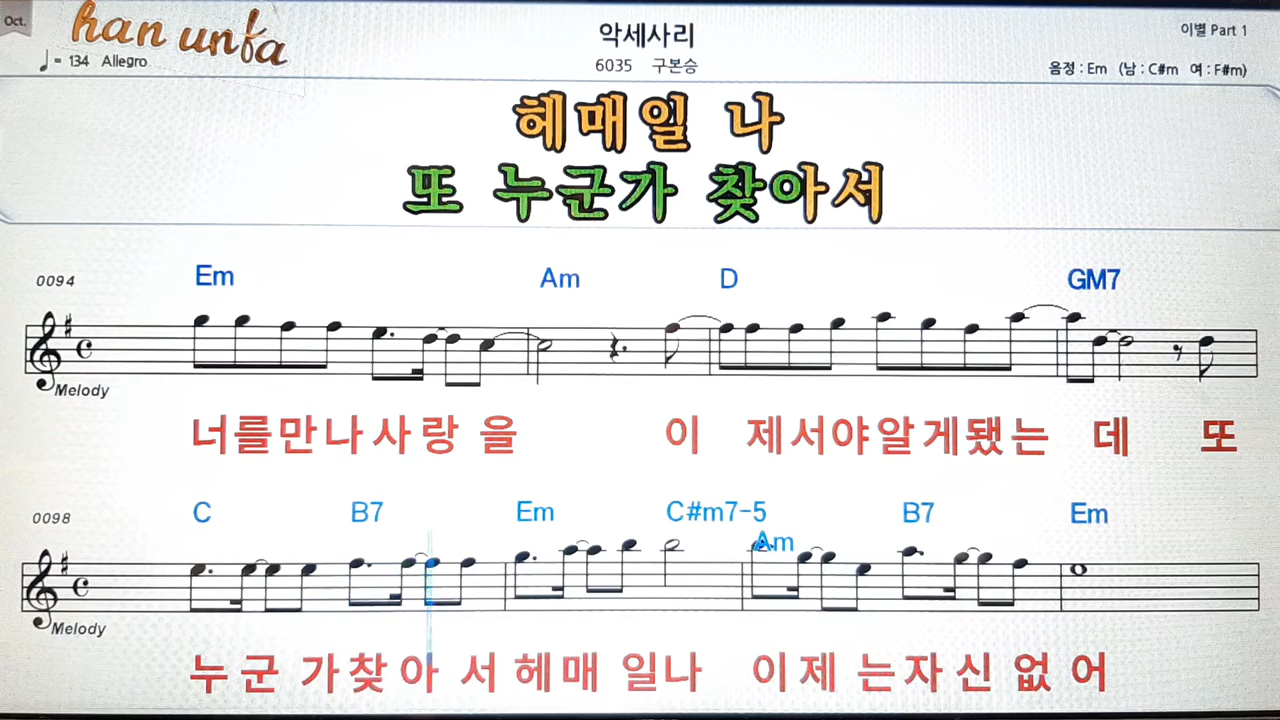 Oct.
han unfa
악세사리
이별 Part 1
♩= 134 Allegro
6035 구본승
음정 : Em (남 : C#m 여 : F#m)
헤매일 나
또 누군가 찾아서
0094 Em Am D GM7
Melody
너를만나사랑 을 이 제서야알게됐는 데 또
0098 C B7 Em C#m7-5 Am B7 Em
Melody
누군 가찾아 서헤매 일나 이제 는자신없 어